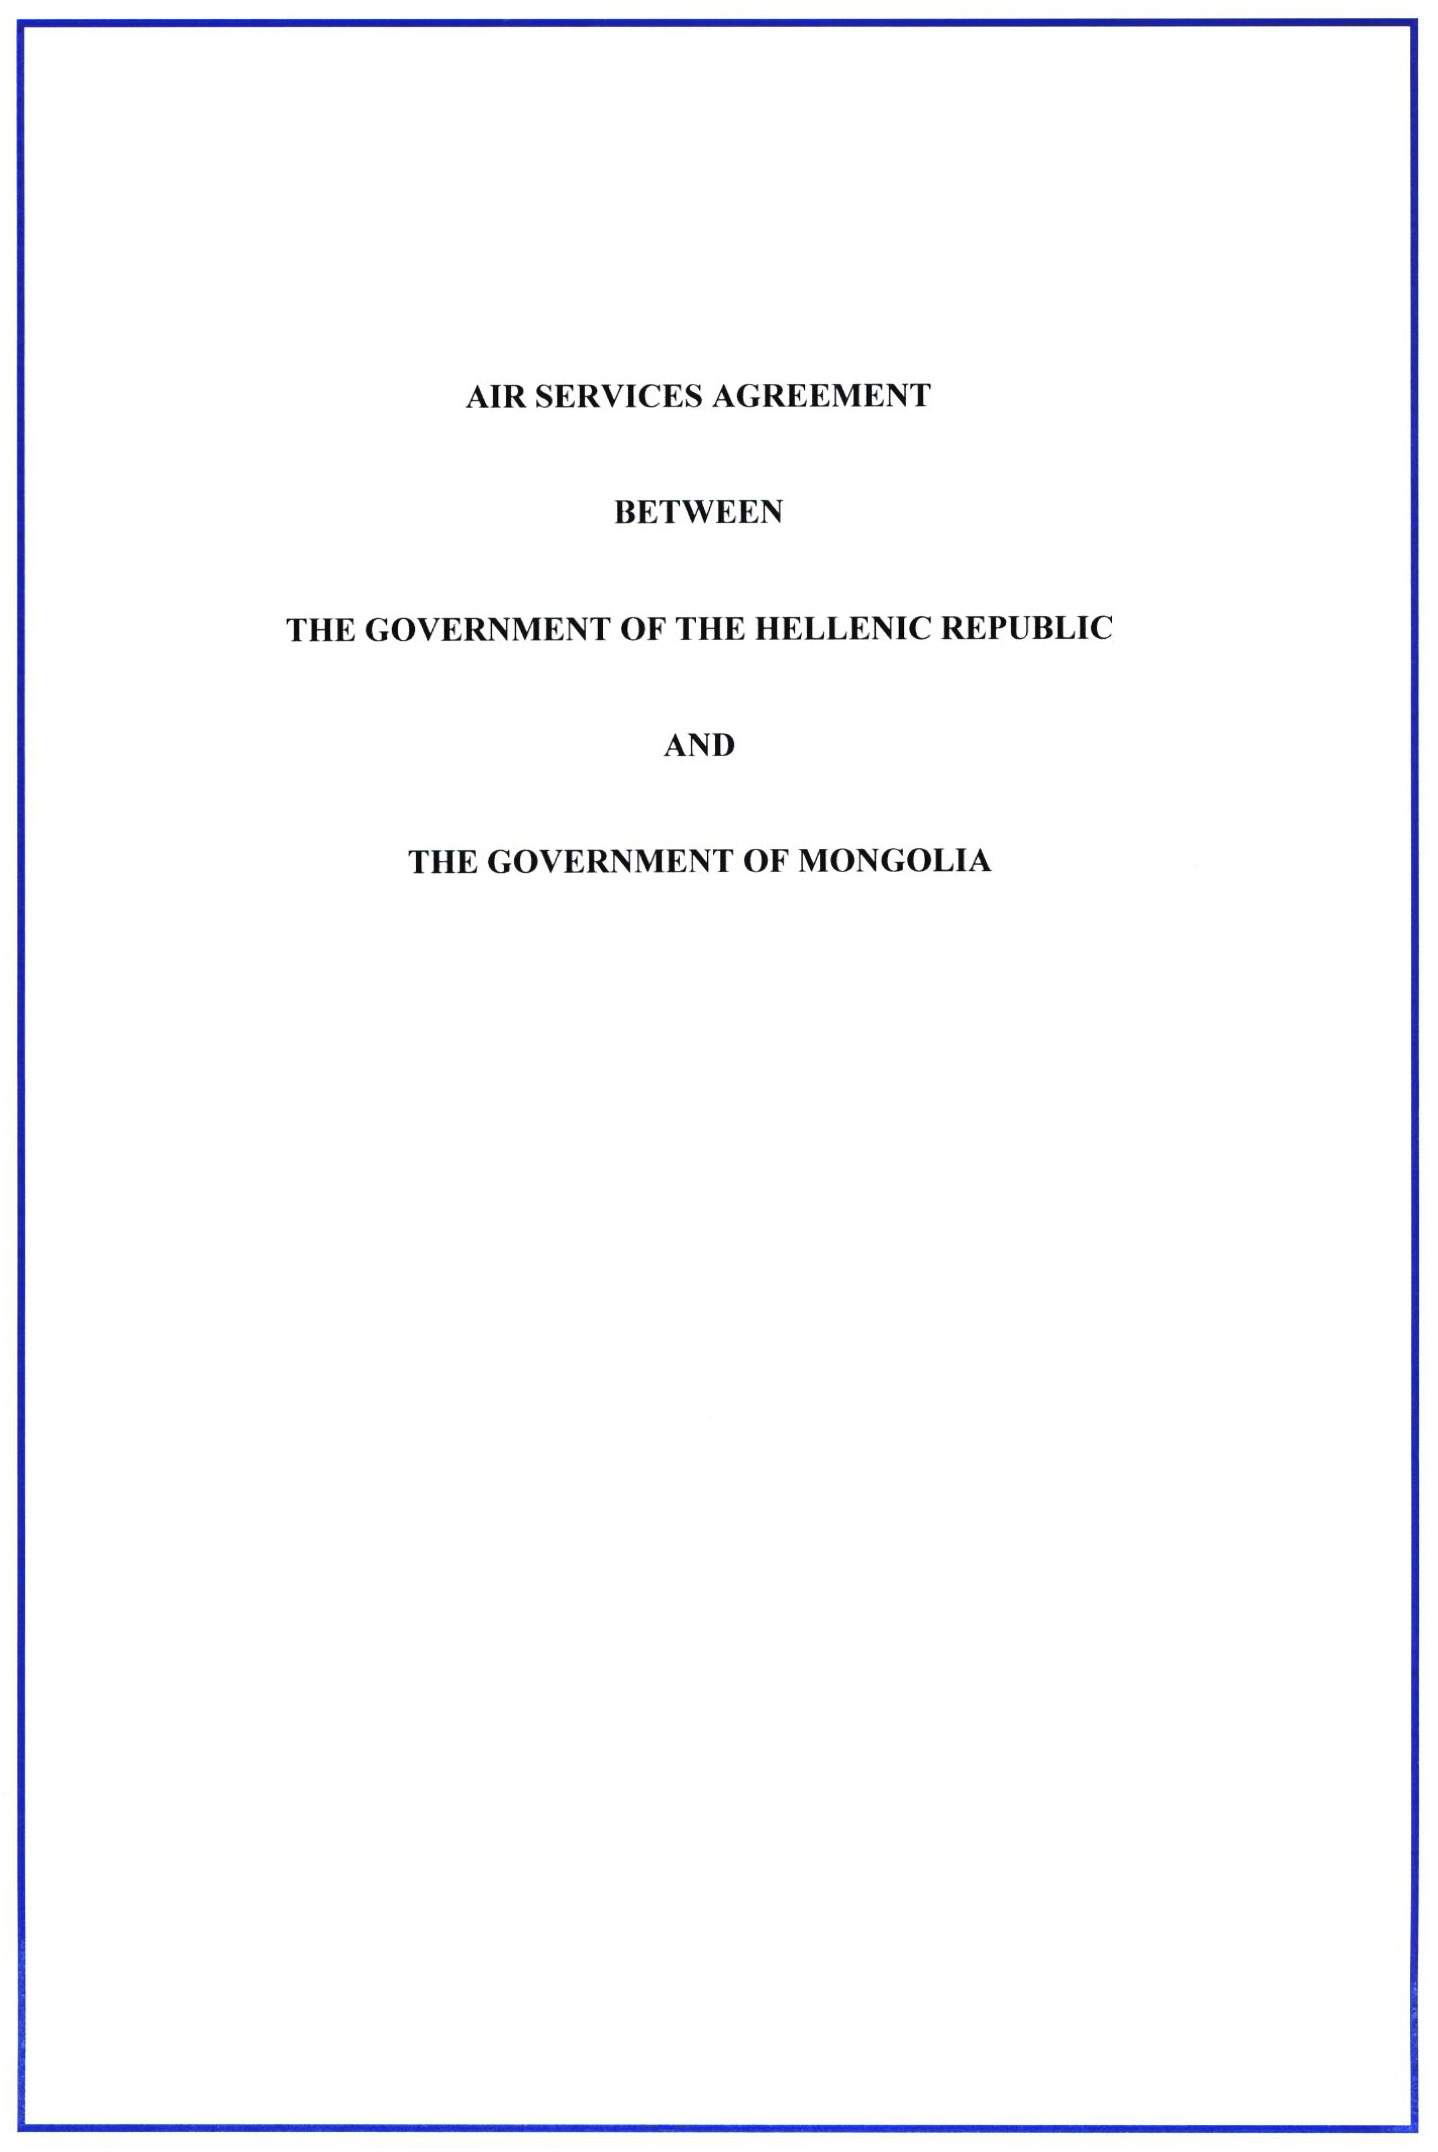 AIR SERVICES AGREEMENT
BETWEEN
THE GOVERNMENT OF THE HELLENIC REPUBLIC
AND
THE GOVERNMENT OF MONGOLIA